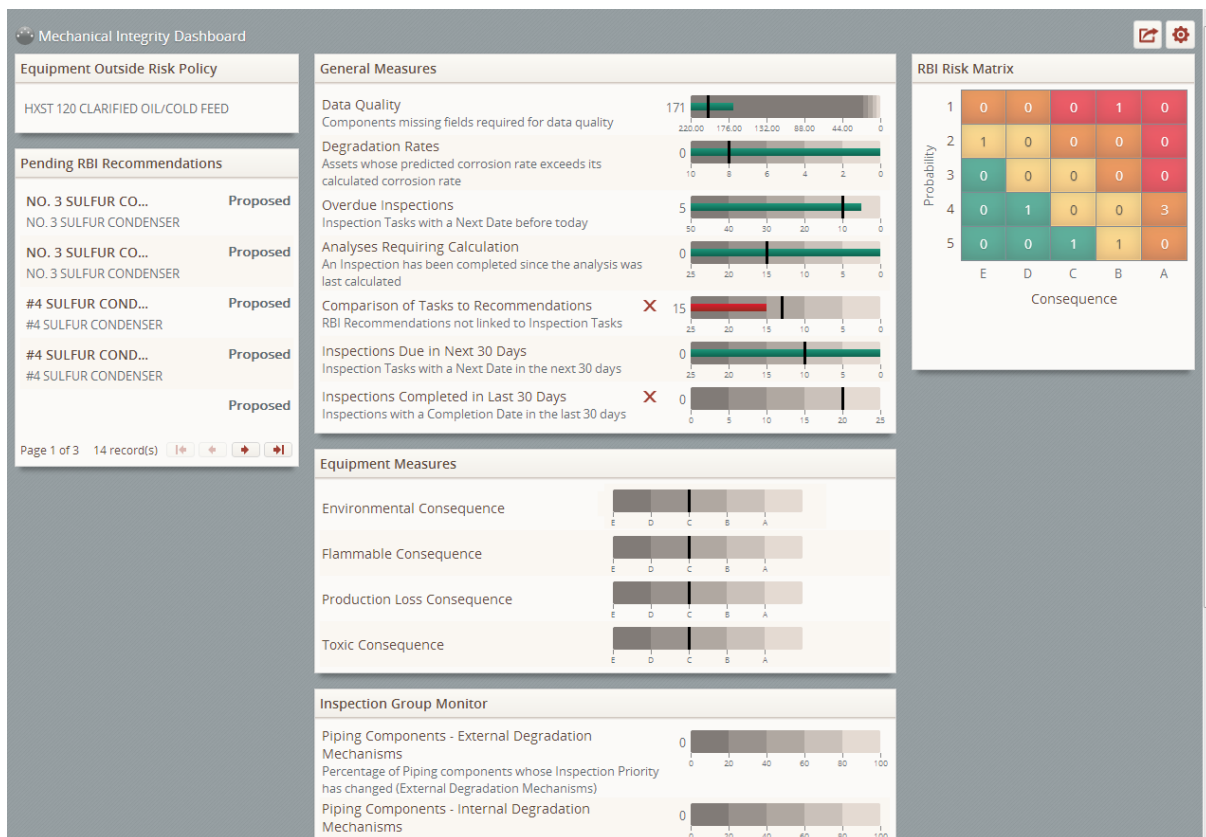 Mechanical Integrity Dashboard
Equipment Outside Risk Policy
HXST 120 CLARIFIED OIL/COLD FEED
Pending RBI Recommendations
NO. 3 SULFUR CO... Proposed
NO. 3 SULFUR CONDENSER
NO. 3 SULFUR CO... Proposed
NO. 3 SULFUR CONDENSER
#4 SULFUR COND... Proposed
#4 SULFUR CONDENSER
#4 SULFUR COND... Proposed
#4 SULFUR CONDENSER
Proposed
Page 1 of 3 14 record(s)
General Measures
Data Quality 171
Components missing fields required for data quality
220.00 176.00 132.00 88.00 44.00 0
Degradation Rates 0
Assets whose predicted corrosion rate exceeds its
calculated corrosion rate
10 8 6 4 2 0
Overdue Inspections 5
Inspection Tasks with a Next Date before today
50 40 30 20 10 0
Analyses Requiring Calculation 0
An Inspection has been completed since the analysis was
last calculated
25 20 15 10 5 0
Comparison of Tasks to Recommendations X 15
RBI Recommendations not linked to Inspection Tasks
25 20 15 10 5 0
Inspections Due in Next 30 Days 0
Inspection Tasks with a Next Date in the next 30 days
25 20 15 10 5 0
Inspections Completed in Last 30 Days X 0
Inspections with a Completion Date in the last 30 days
0 5 10 15 20 25
Equipment Measures
Environmental Consequence
E D C B A
Flammable Consequence
E D C B A
Production Loss Consequence
E D C B A
Toxic Consequence
E D C B A
Inspection Group Monitor
Piping Components - External Degradation
Mechanisms 0
Percentage of Piping components whose Inspection Priority
has changed (External Degradation Mechanisms)
0 20 40 60 80 100
Piping Components - Internal Degradation
Mechanisms 0
0 20 40 60 80 100
RBI Risk Matrix
Probability
1 0 0 0 1 0
2 1 0 0 0 0
3 0 0 0 0 0
4 0 1 0 0 3
5 0 0 1 1 0
E D C B A
Consequence